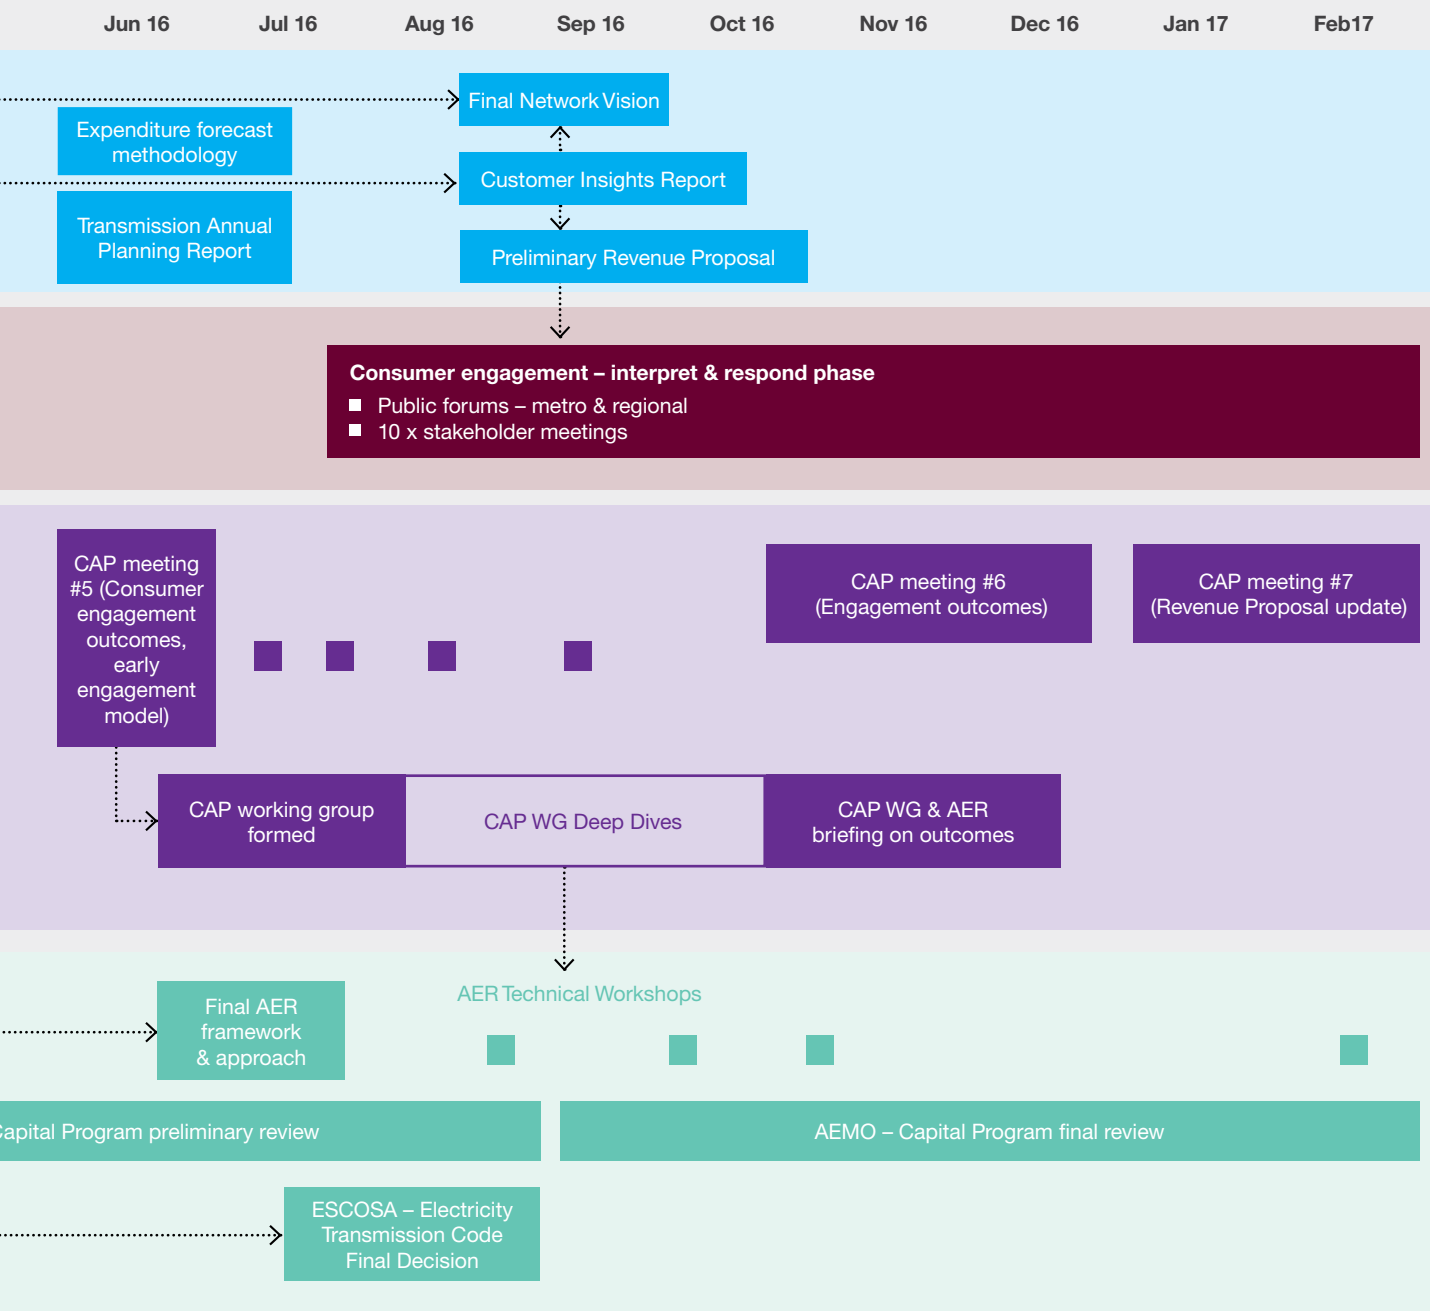 Jun 16 Jul 16 Aug 16 Sep 16 Oct 16 Nov 16 Dec 16 Jan 17 Feb17
Final Network Vision
Expenditure forecast
methodology
Customer Insights Report
Transmission Annual
Planning Report
Preliminary Revenue Proposal
Consumer engagement – interpret & respond phase
Public forums – metro & regional
10 x stakeholder meetings
CAP meeting
#5 (Consumer
engagement
outcomes,
early
engagement
model)
CAP meeting #6
(Engagement outcomes)
CAP meeting #7
(Revenue Proposal update)
CAP working group
formed
CAP WG Deep Dives
CAP WG & AER
briefing on outcomes
AER Technical Workshops
Final AER
framework
& approach
Capital Program preliminary review
AEMO – Capital Program final review
ESCOSA – Electricity
Transmission Code
Final Decision